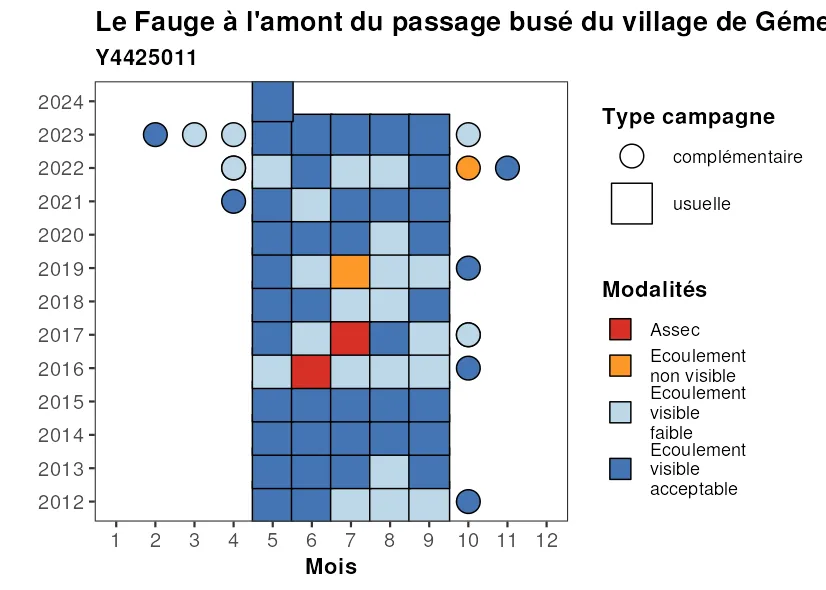 Le Fauge à l'amont du passage busé du village de Géme
Y4425011
2024
2023
2022
2021
2020
2019
2018
2017
2016
2015
2014
2013
2012
1 2 3 4 5 6 7 8 9 10 11 12
Mois
Type campagne
complémentaire
usuelle
Modalités
Assec
Ecoulement
non visible
Ecoulement
visible
faible
Ecoulement
visible
acceptable